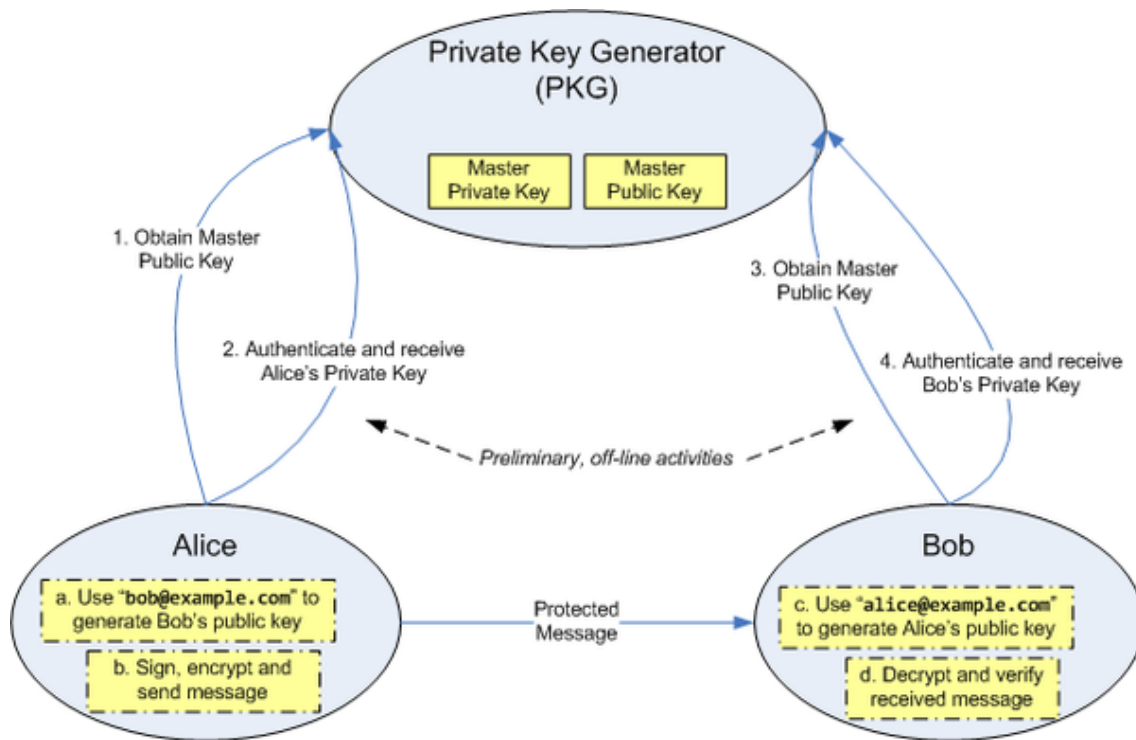 Private Key Generator
(PKG)
Master
Private Key
Master
Public Key
1. Obtain Master
Public Key
2. Authenticate and receive
Alice's Private Key
3. Obtain Master
Public Key
4. Authenticate and receive
Bob's Private Key
Preliminary, off-line activities
Alice
a. Use “bob@example.com” to
generate Bob's public key
b. Sign, encrypt and
send message
Protected
Message
Bob
c. Use “alice@example.com”
to generate Alice's public key
d. Decrypt and verify
received message